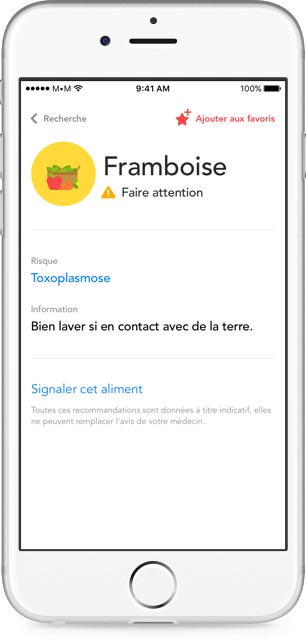 M•M 9:41 AM 100%
Recherche Ajouter aux favoris
Framboise
Faire attention
Risque
Toxoplasmose
Information
Bien laver si en contact avec de la terre.
Signaler cet aliment
Toutes ces recommandations sont données à titre indicatif, elles
ne peuvent remplacer l'avis de votre médecin.